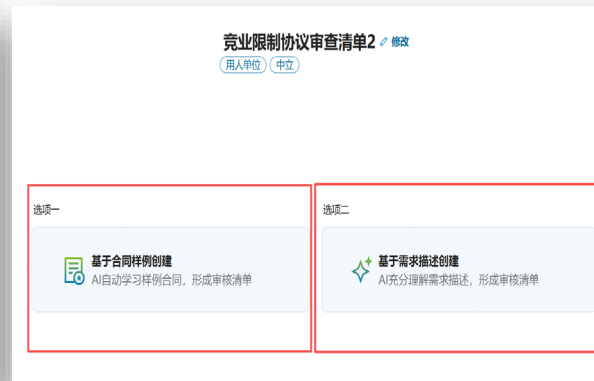 竞业限制协议审查清单2 修改
用人单位 中立
选项一
选项二
基于合同样例创建
AI自动学习样例合同，形成审核清单
基于需求描述创建
AI充分理解需求描述，形成审核清单